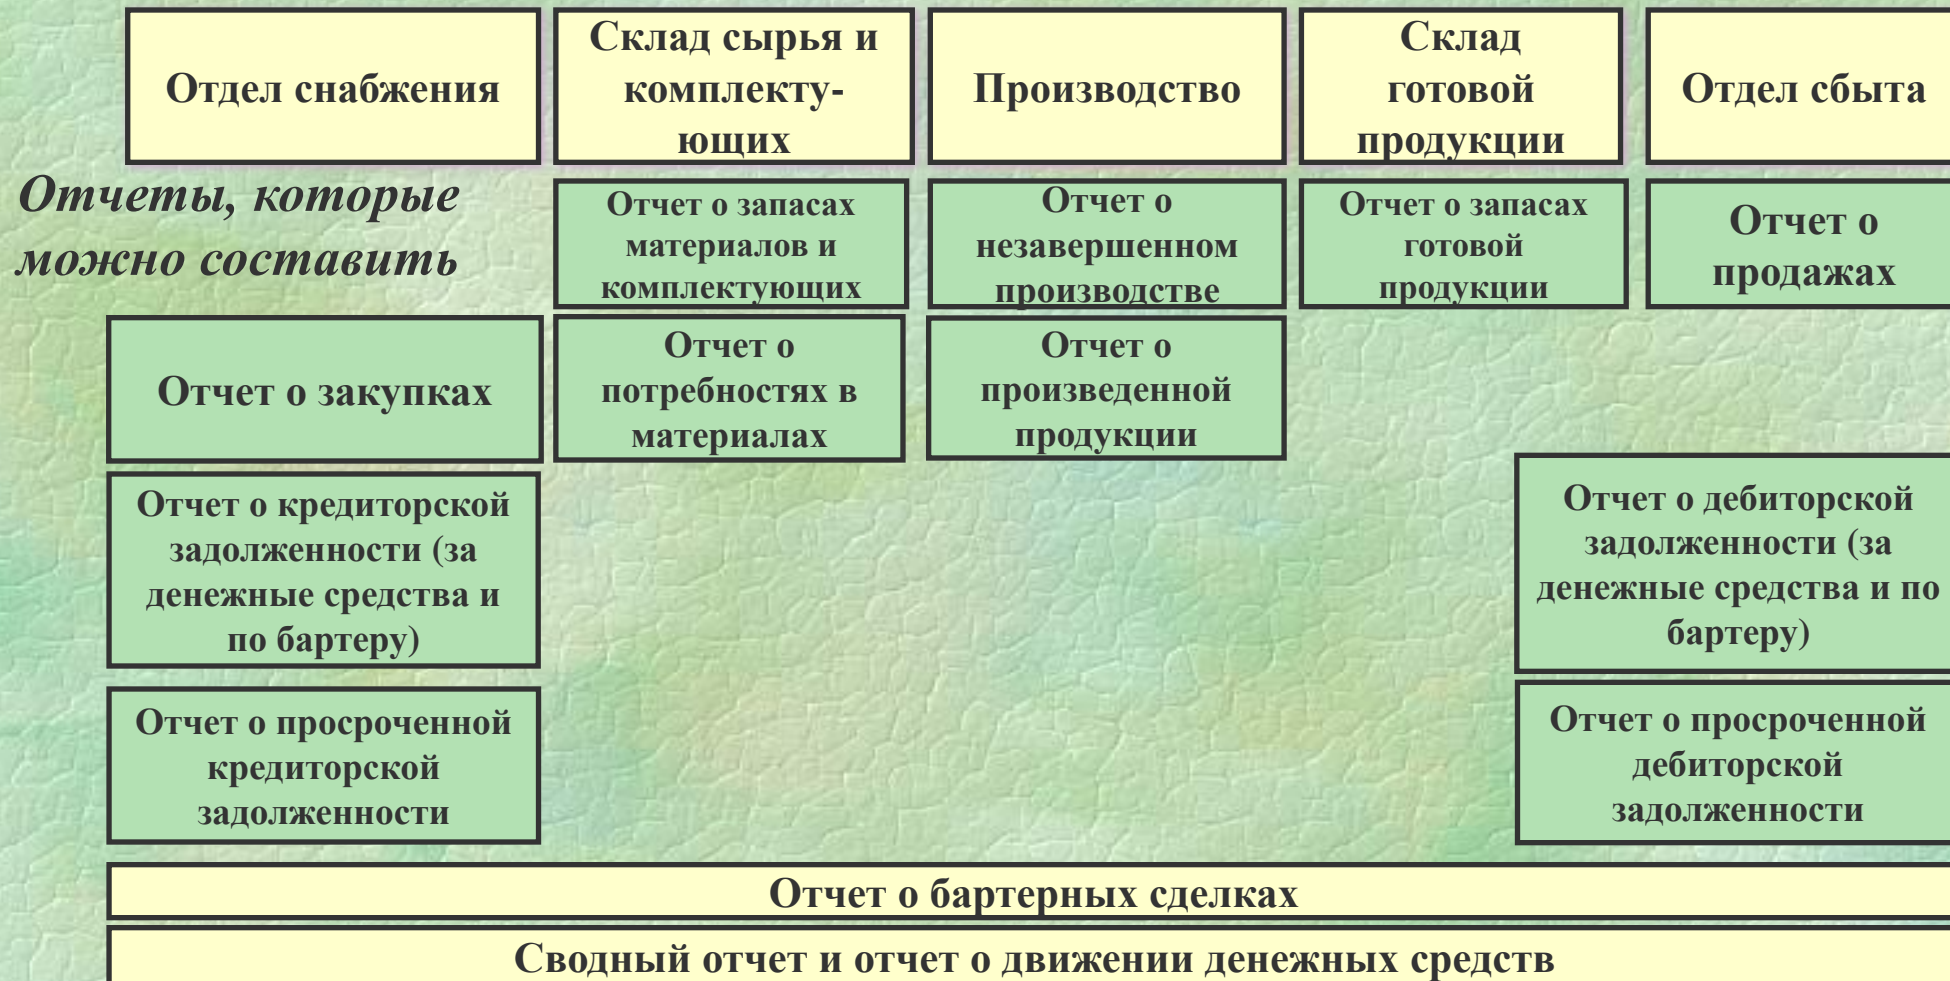 Отдел снабжения
Склад сырья и
комплекту-
ющих
Производство
Склад
готовой
продукции
Отдел сбыта
Отчеты, которые
можно составить
Отчет о запасах
материалов и
комплектующих
Отчет о
незавершенном
производстве
Отчет о запасах
готовой
продукции
Отчет о
продажах
Отчет о закупках
Отчет о
потребностях в
материалах
Отчет о
произведенной
продукции
Отчет о кредиторской
задолженности (за
денежные средства и
по бартеру)
Отчет о дебиторской
задолженности (за
денежные средства и по
бартеру)
Отчет о просроченной
кредиторской
задолженности
Отчет о просроченной
дебиторской
задолженности
Отчет о бартерных сделках
Сводный отчет и отчет о движении денежных средств